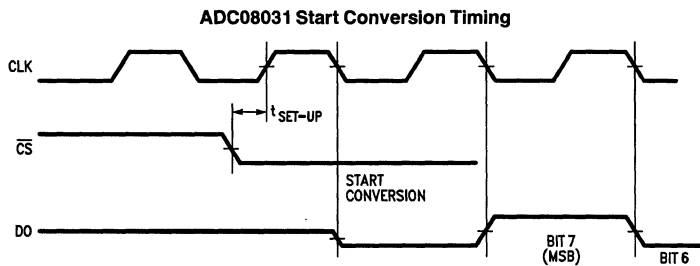 ADC08031 Start Conversion Timing
CLK
t SET-UP
CS
START
CONVERSION
DO
BIT 7
(MSB)
BIT 6